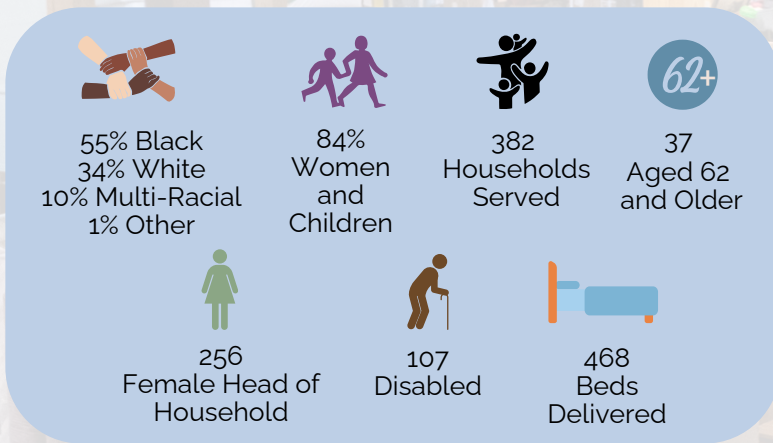 55% Black
34% White
10% Multi-Racial
1% Other
84%
Women
and
Children
382
Households
Served
62+
37
Aged 62
and Older
256
Female Head of
Household
107
Disabled
468
Beds
Delivered